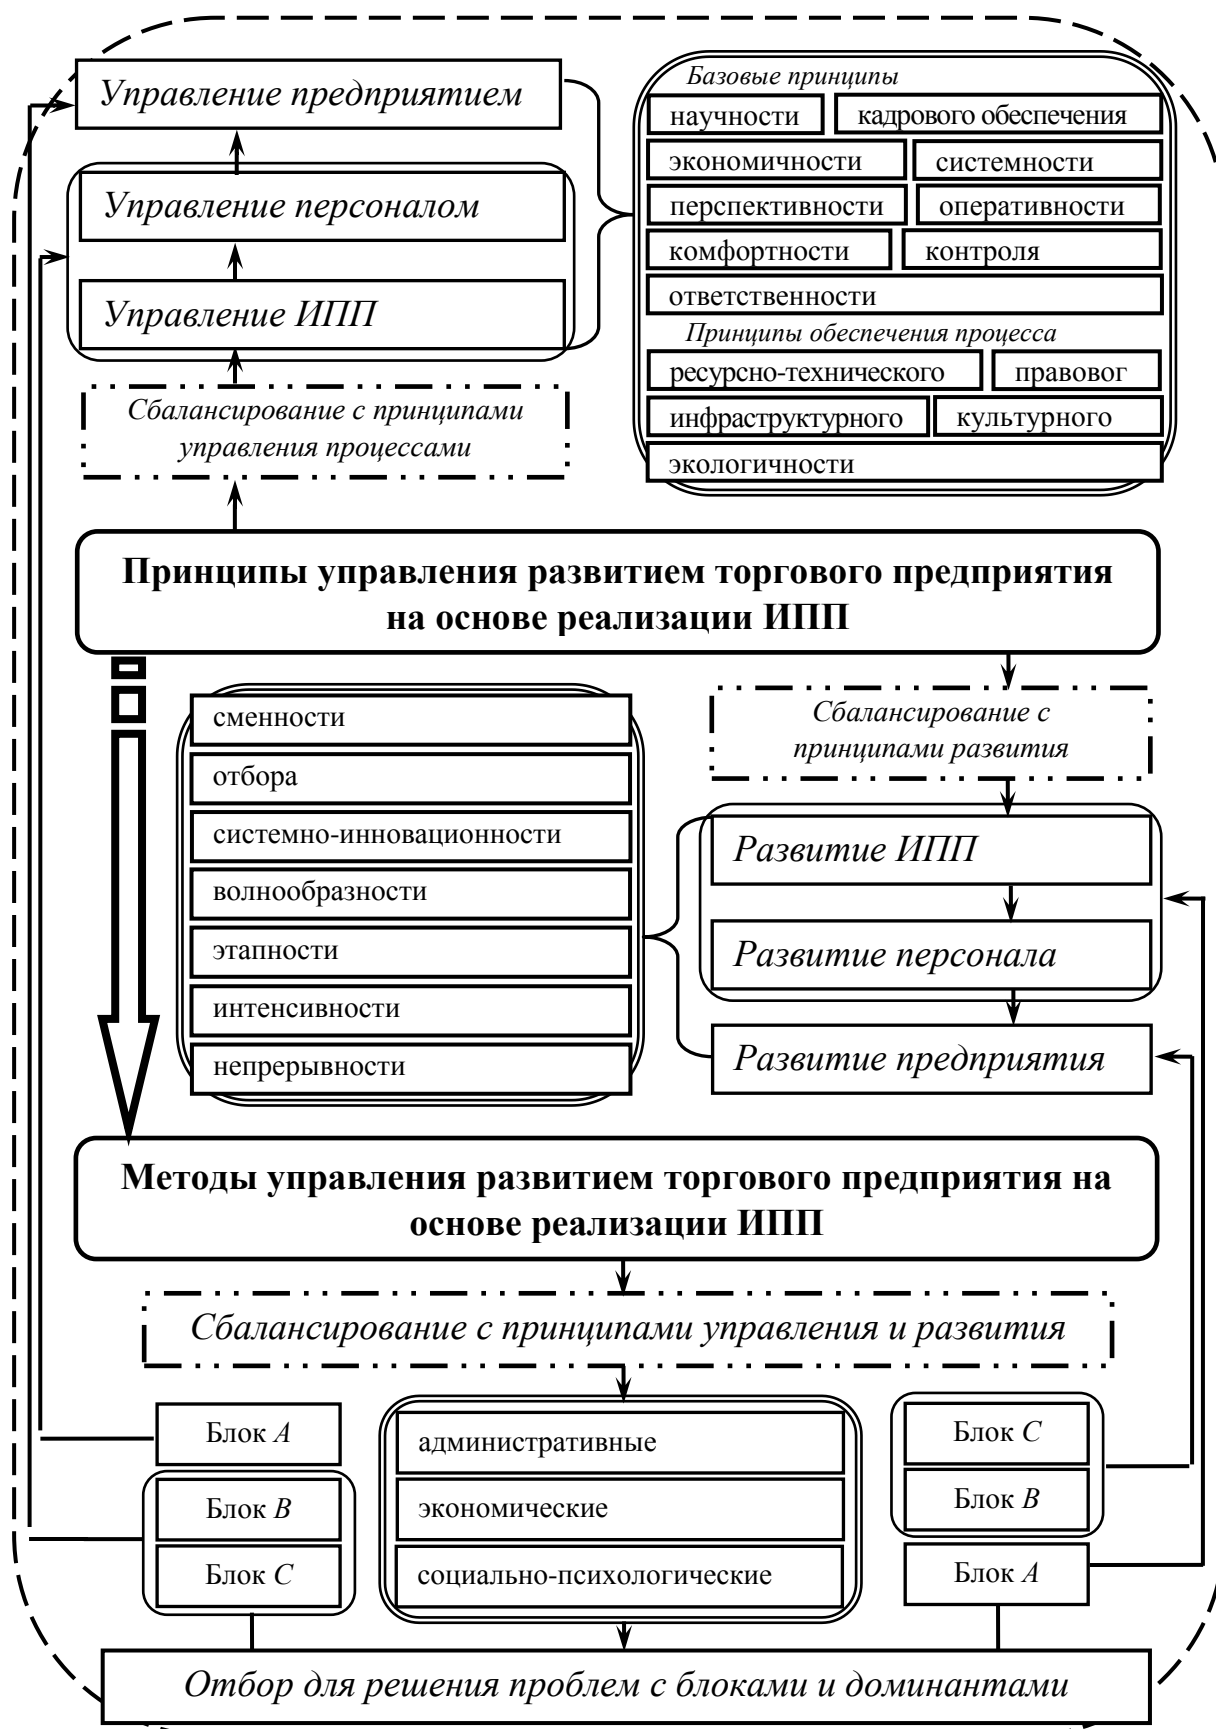 Управление предприятием
Управление персоналом
Управление ИПП
Сбалансирование с принципами
управления процессами
Базовые принципы
научности
кадрового обеспечения
экономичности
системности
перспективности
оперативности
комфортности
контроля
ответственности
Принципы обеспечения процесса
ресурсно-технического
правовог
инфраструктурного
культурного
экологичности
Принципы управления развитием торгового предприятия
на основе реализации ИПП
сменности
отбора
системно-инновационности
волнообразности
этапности
интенсивности
непрерывности
Сбалансирование с
принципами развития
Развитие ИПП
Развитие персонала
Развитие предприятия
Методы управления развитием торгового предприятия на
основе реализации ИПП
Сбалансирование с принципами управления и развития
Блок A
Блок B
Блок C
административные
экономические
социально-психологические
Блок C
Блок B
Блок A
Отбор для решения проблем с блоками и доминантами